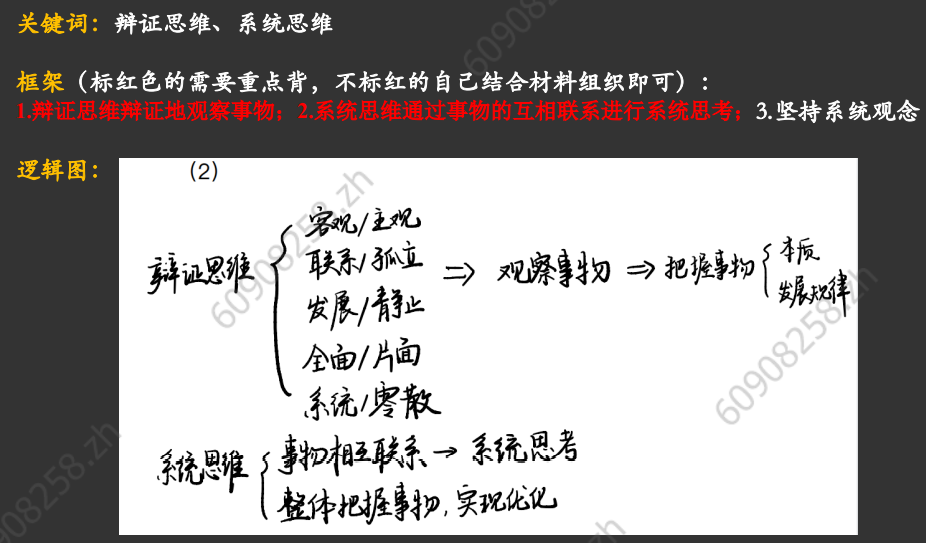 关键词：辩证思维、系统思维
框架（标红色的需要重点背，不标红的自己结合材料组织即可）：
1.辩证思维辩证地观察事物；2.系统思维通过事物的互相联系进行系统思考；3.坚持系统观念
逻辑图：
（2）
辩证思维
客观/主观
联系/孤立
发展/静止
全面/片面
系统/零散
⇒ 观察事物 ⇒ 把握事物
本质
发展规律
系统思维
事物相互联系 → 系统思考
整体把握事物，实现优化
60908258.zh
60908258.zh
60908258.zh